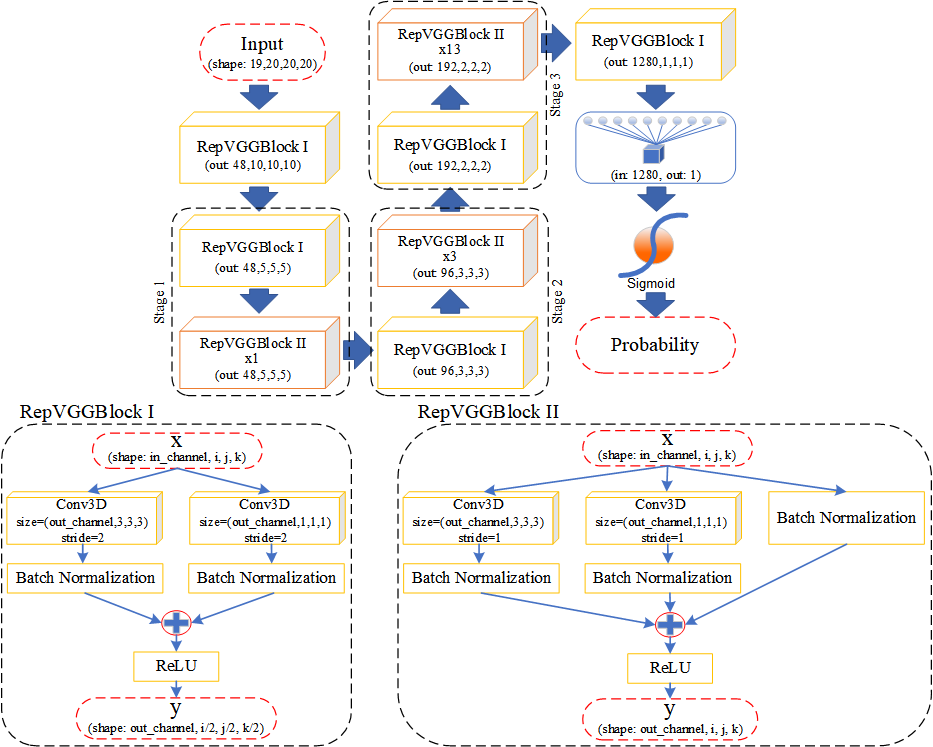 Input
(shape: 19,20,20,20)
RepVGGBlock I
(out: 48,10,10,10)
RepVGGBlock I
(out: 48,5,5,5)
RepVGGBlock II
x1
(out: 48,5,5,5)
Stage 1
RepVGGBlock I
(out: 96,3,3,3)
RepVGGBlock II
x3
(out: 96,3,3,3)
Stage 2
RepVGGBlock I
(out: 192,2,2,2)
RepVGGBlock II
x13
(out: 192,2,2,2)
Stage 3
RepVGGBlock I
(out: 1280,1,1,1)
(in: 1280, out: 1)
Sigmoid
Probability
RepVGGBlock I
x
(shape: in_channel, i, j, k)
Conv3D
size=(out_channel,3,3,3)
stride=2
Conv3D
size=(out_channel,1,1,1)
stride=2
Batch Normalization
Batch Normalization
ReLU
y
(shape: out_channel, i/2, j/2, k/2)
RepVGGBlock II
x
(shape: in_channel, i, j, k)
Conv3D
size=(out_channel,3,3,3)
stride=1
Conv3D
size=(out_channel,1,1,1)
stride=1
Batch Normalization
Batch Normalization
Batch Normalization
ReLU
y
(shape: out_channel, i, j, k)